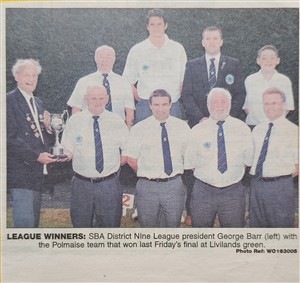 LEAGUE WINNERS: SBA District Nine League president George Barr (left) with
the Polmaise team that won last Friday's final at Livilands green.
Photo Ref: WO163005